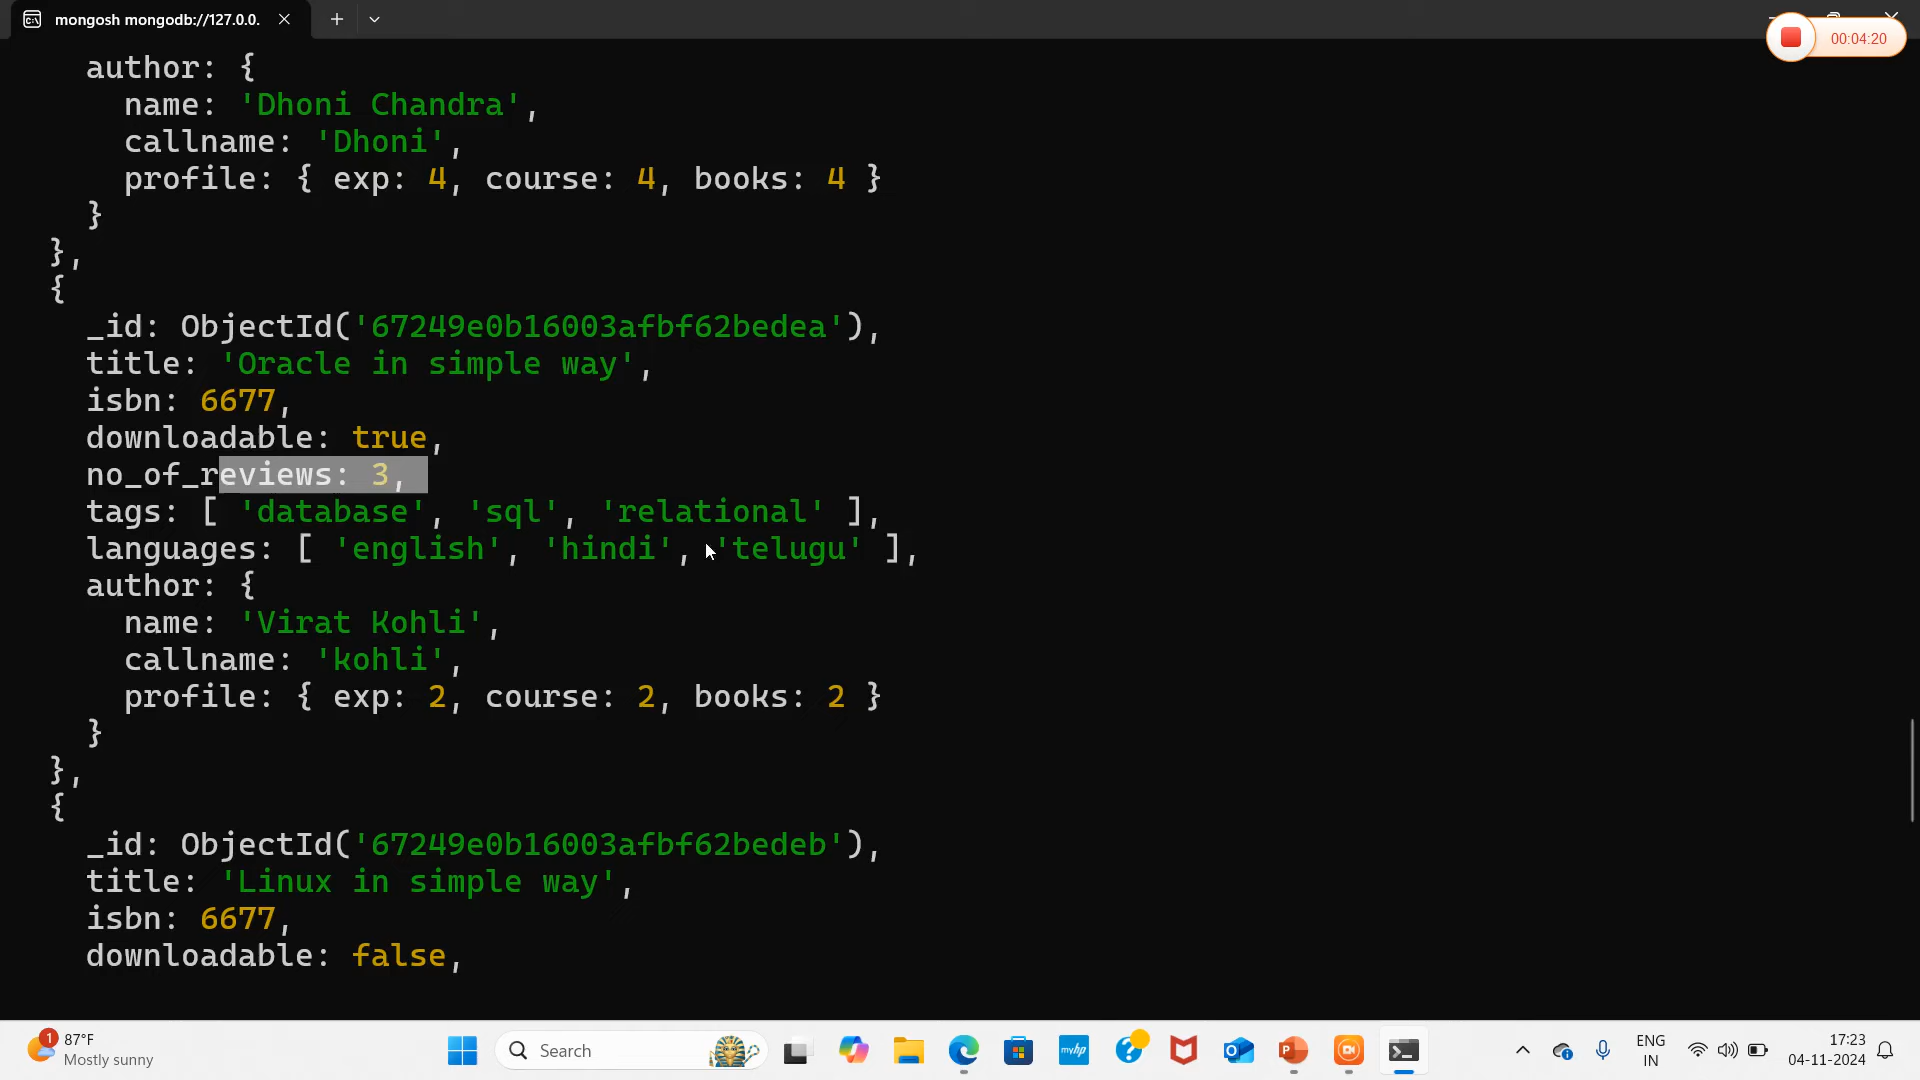 mongosh mongodb://127.0.0.
00:04:20
author: {
name: 'Dhoni Chandra',
callname: 'Dhoni',
profile: { exp: 4, course: 4, books: 4 }
}
},
{
_id: ObjectId('67249e0b16003afbf62bedea'),
title: 'Oracle in simple way',
isbn: 6677,
downloadable: true,
no_of_reviews: 3,
tags: [ 'database', 'sql', 'relational' ],
languages: [ 'english', 'hindi', 'telugu' ],
author: {
name: 'Virat Kohli',
callname: 'kohli',
profile: { exp: 2, course: 2, books: 2 }
}
},
{
_id: ObjectId('67249e0b16003afbf62bedeb'),
title: 'Linux in simple way',
isbn: 6677,
downloadable: false,
1
87°F
Mostly sunny
Search
myhp
ENG
IN
17:23
04-11-2024